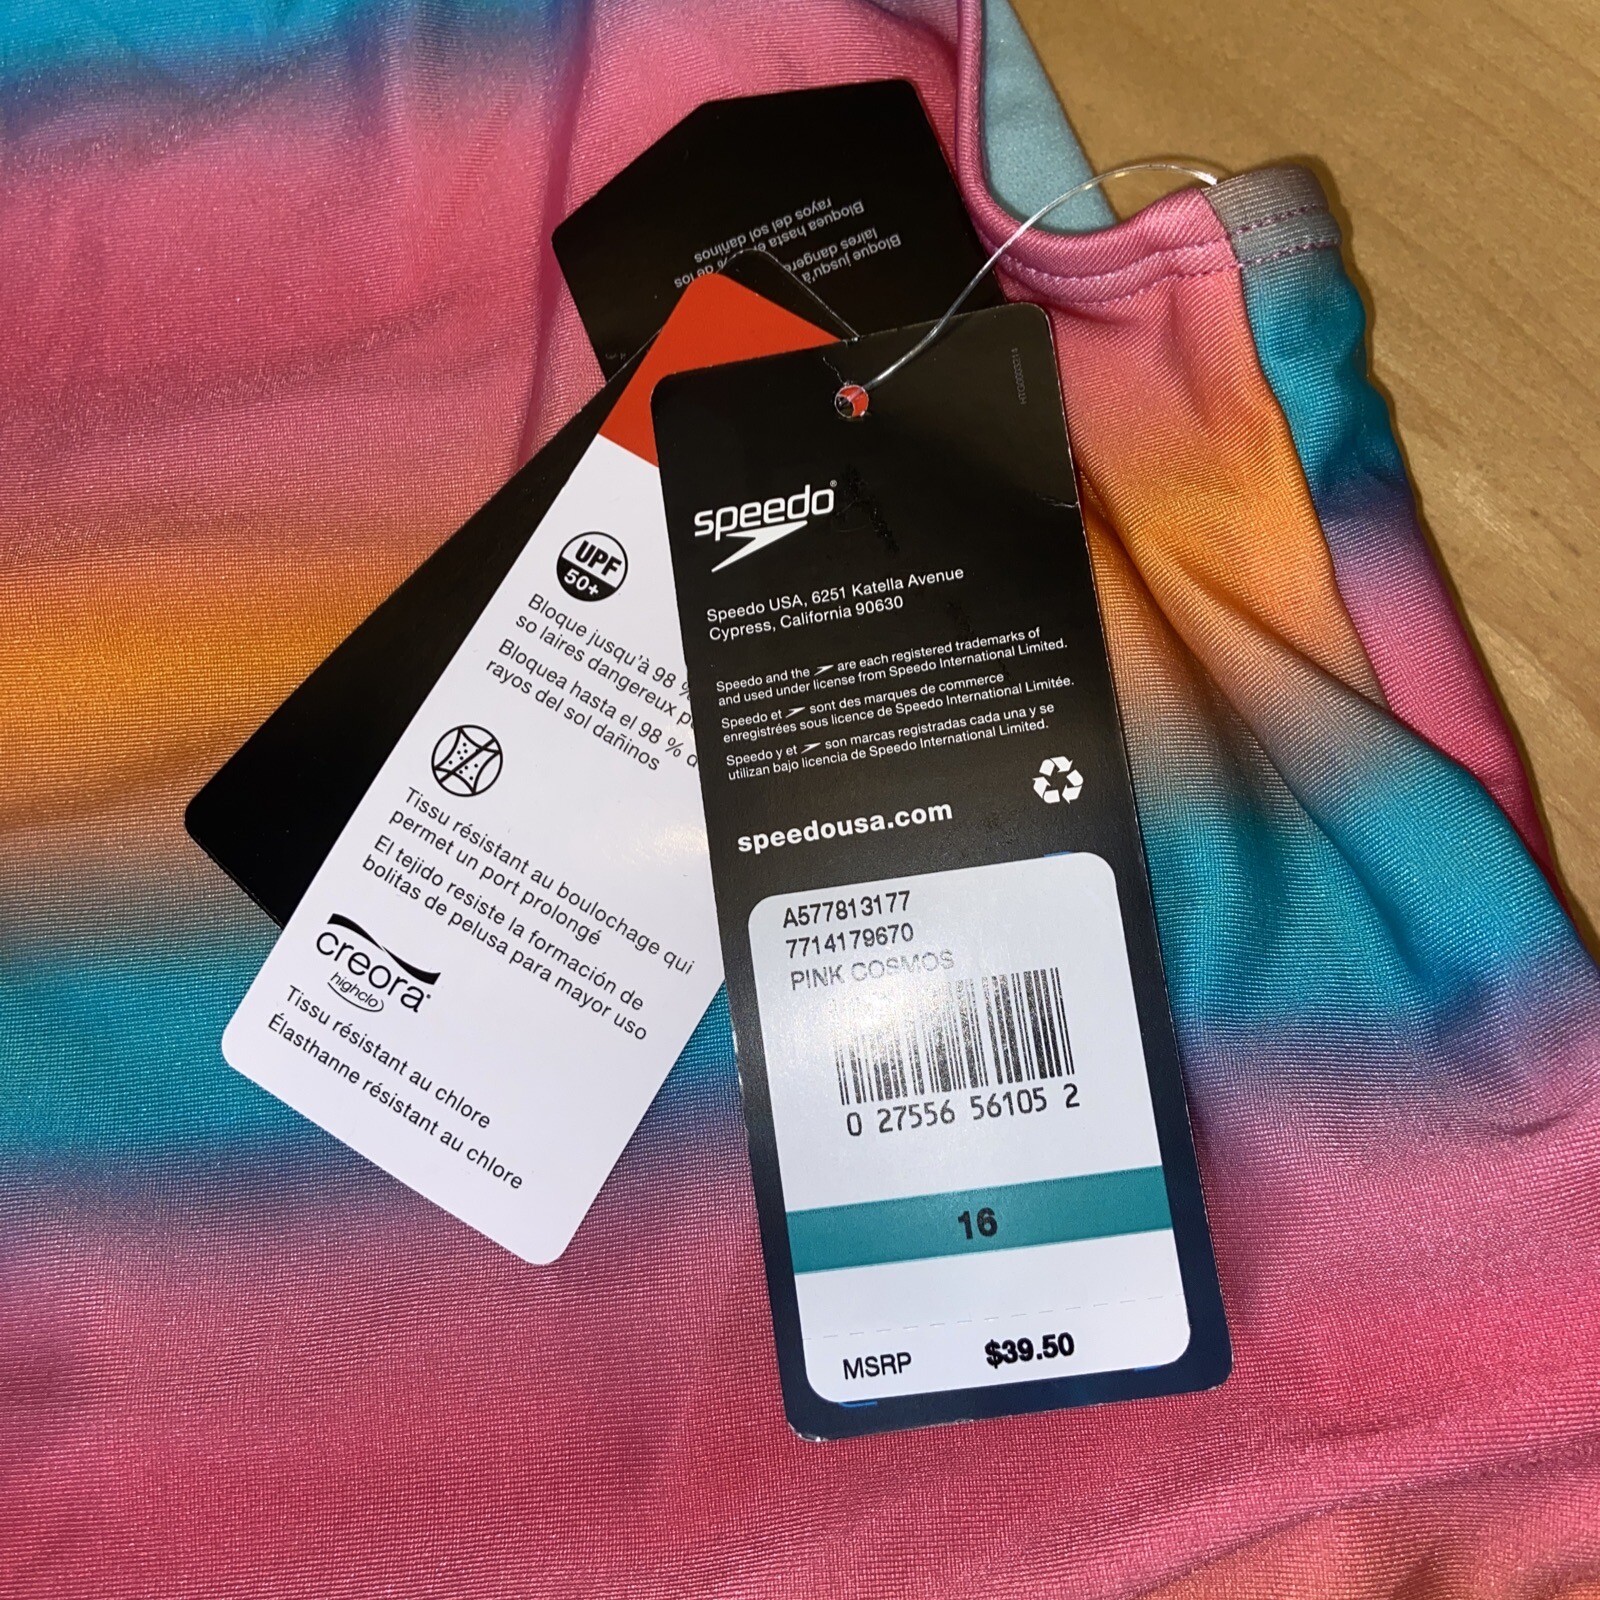 rayos del sol dañinos
Bloquea hasta
de los
laires dangere
Bloque jusqu'à
UPF
50+
Bloque jusqu'à 98 %
so laires dangereux
Bloquea hasta el 98 %
rayos del sol dañinos
Tissu résistant au boulochage qui
permet un port prolongé
El tejido resiste la formación de
bolitas de pelusa para mayor uso
creora®
highclo
Tissu résistant au chlore
Élasthanne résistant au chlore
speedo®
Speedo USA, 6251 Katella Avenue
Cypress, California 90630
Speedo and the are each registered trademarks of
and used under license from Speedo International Limited.
Speedo et sont des marques de commerce
enregistrées sous licence de Speedo International Limitée.
Speedo y et son marcas registradas cada una y se
utilizan bajo licencia de Speedo International Limited.
speedousa.com
A577813177
7714179670
PINK COSMOS
0 27556 56105 2
16
MSRP $39.50